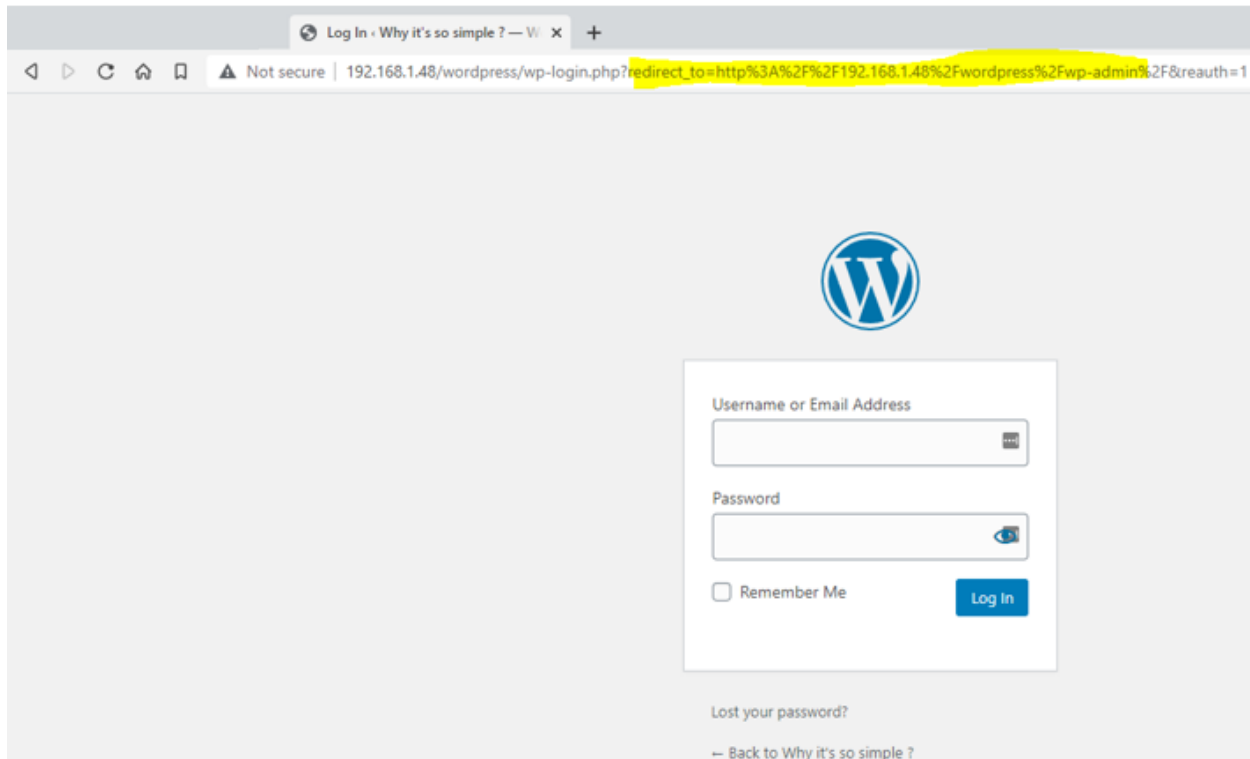 Log In ‹ Why it's so simple ? — W
Not secure | 192.168.1.48/wordpress/wp-login.php?redirect_to=http%3A%2F%2F192.168.1.48%2Fwordpress%2Fwp-admin%2F&reauth=1
Username or Email Address
Password
Remember Me
Log In
Lost your password?
← Back to Why it's so simple ?